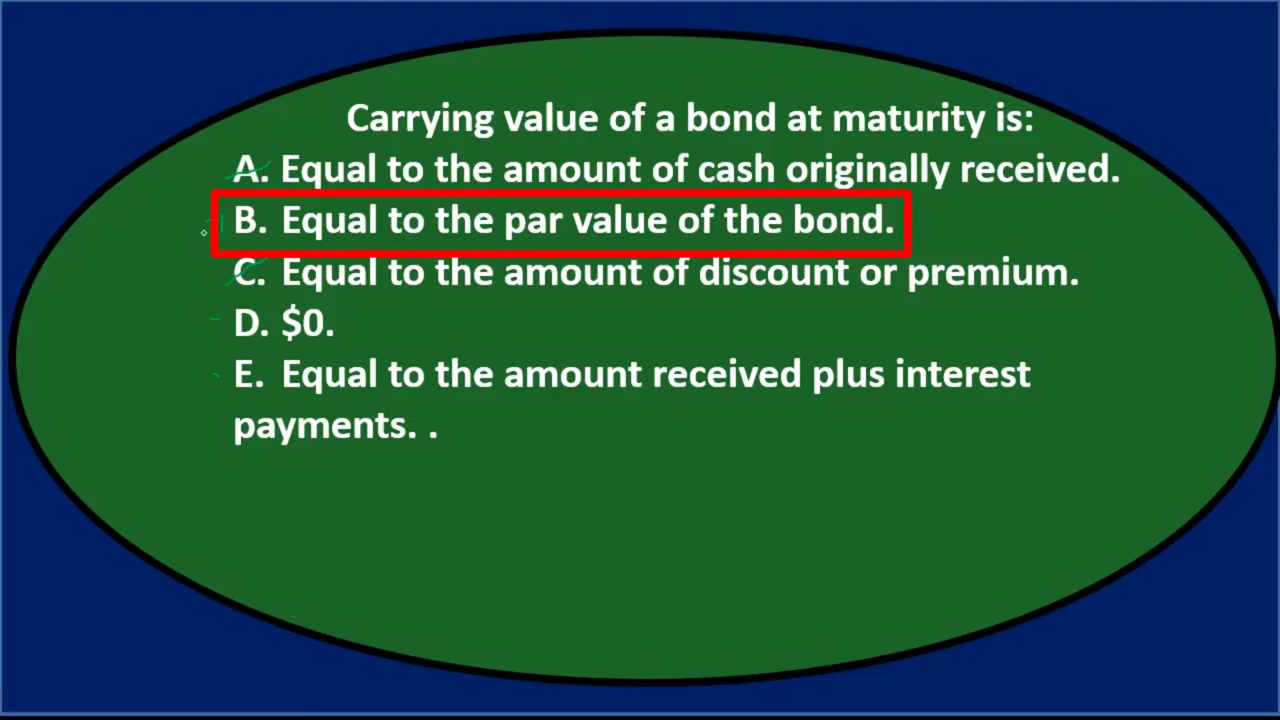 Carrying value of a bond at maturity is:
A. Equal to the amount of cash originally received.
B. Equal to the par value of the bond.
C. Equal to the amount of discount or premium.
D. $0.
E. Equal to the amount received plus interest
payments. .